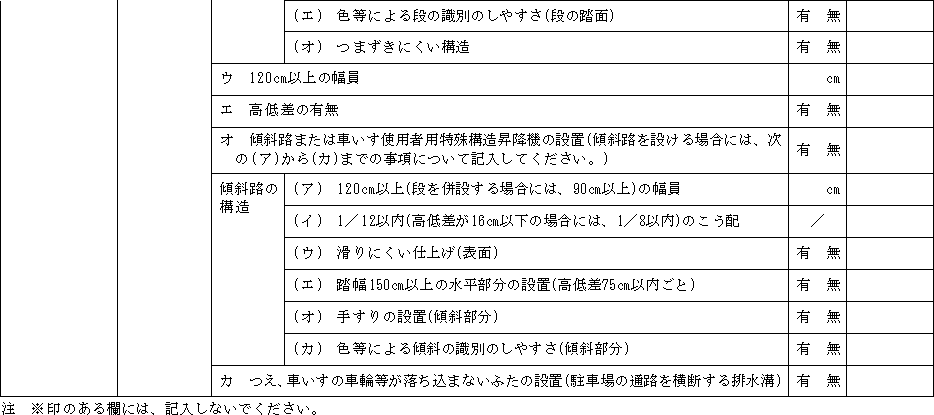 (エ) 色等による段の識別のしやすさ(段の踏面) 有 無
(オ) つまずきにくい構造 有 無
ウ 120㎝以上の幅員 ㎝
エ 高低差の有無 有 無
オ 傾斜路または車いす使用者用特殊構造昇降機の設置(傾斜路を設ける場合には、次
の(ア)から(カ)までの事項について記入してください。) 有 無
傾斜路の
構造
(ア) 120㎝以上(段を併設する場合には、90㎝以上)の幅員 ㎝
(イ) 1／12以内(高低差が16㎝以下の場合には、1／8以内)のこう配 ／
(ウ) 滑りにくい仕上げ(表面) 有 無
(エ) 踏幅150㎝以上の水平部分の設置(高低差75㎝以内ごと) 有 無
(オ) 手すりの設置(傾斜部分) 有 無
(カ) 色等による傾斜の識別のしやすさ(傾斜部分) 有 無
カ つえ、車いすの車輪等が落ち込まないふたの設置(駐車場の通路を横断する排水溝) 有 無
注 ※印のある欄には、記入しないでください。